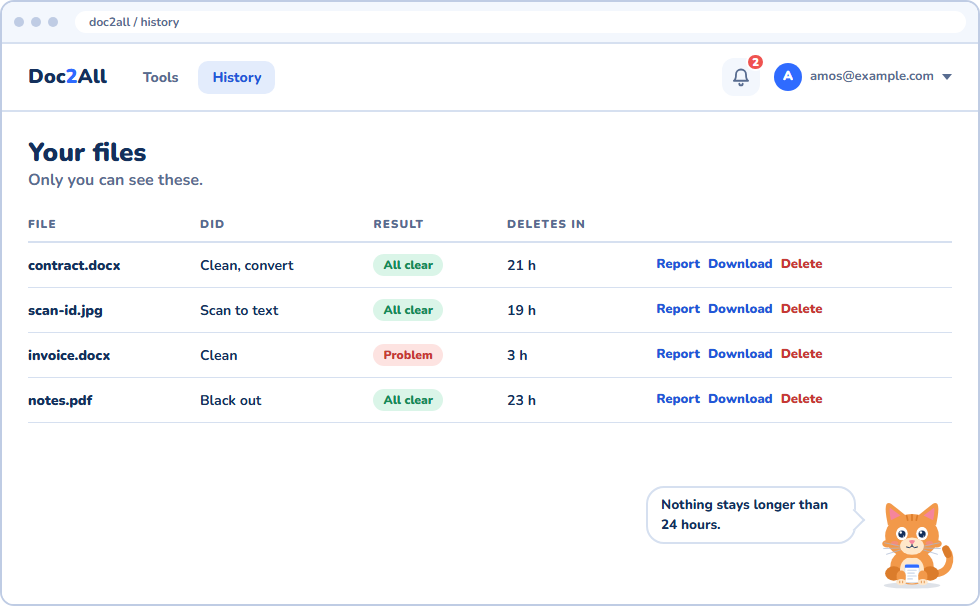 doc2all / history
Doc2All Tools History 2 A amos@example.com
Your files
Only you can see these.
FILE DID RESULT DELETES IN
contract.docx Clean, convert All clear 21 h Report Download Delete
scan-id.jpg Scan to text All clear 19 h Report Download Delete
invoice.docx Clean Problem 3 h Report Download Delete
notes.pdf Black out All clear 23 h Report Download Delete
Nothing stays longer than
24 hours.